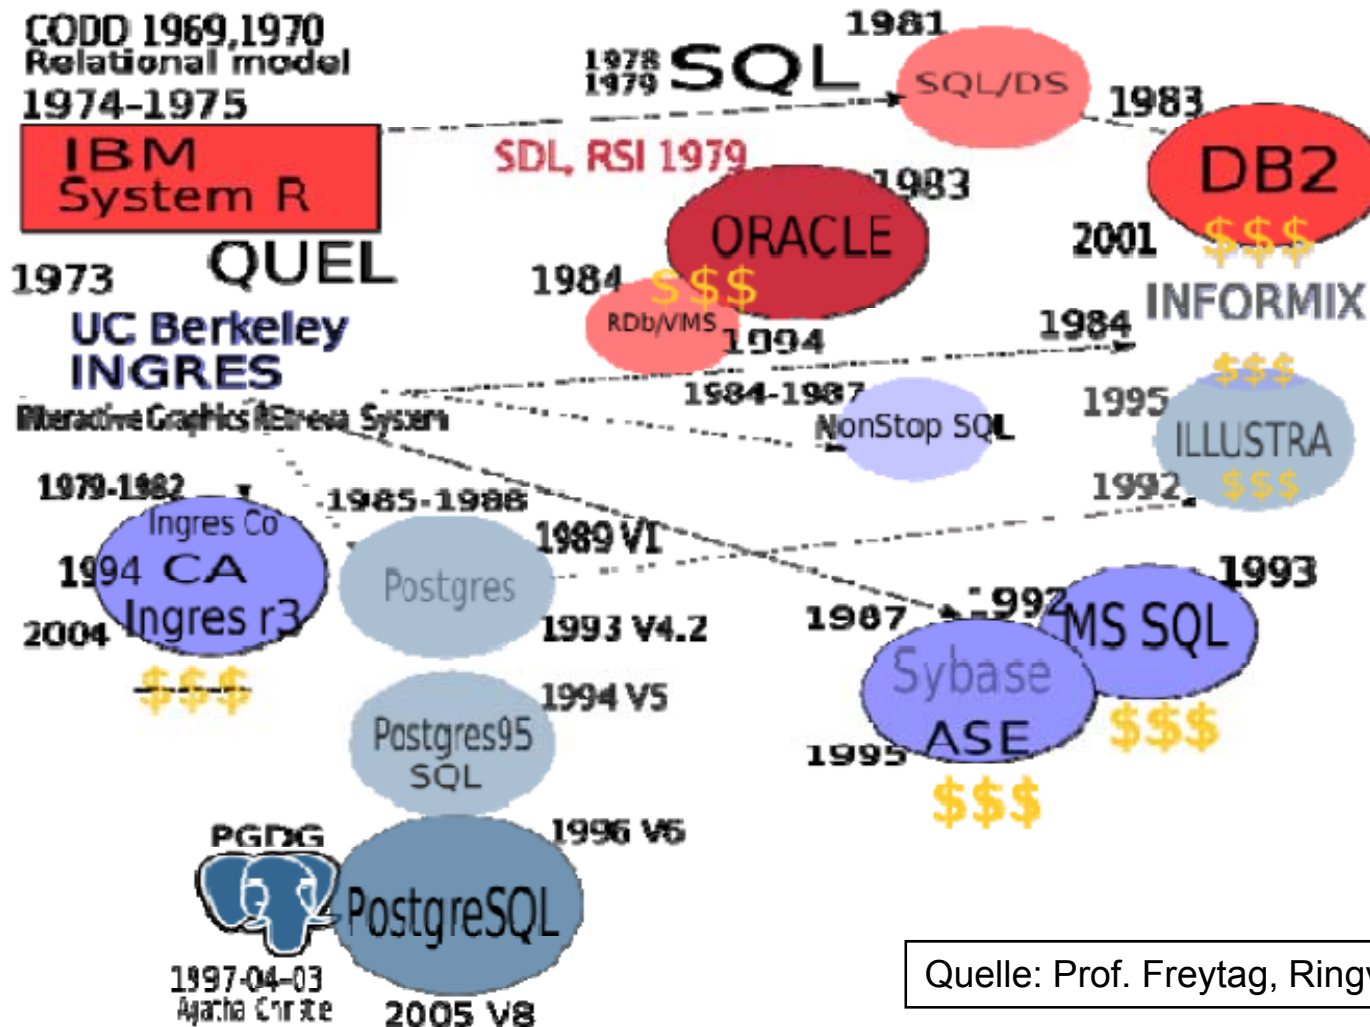 CODD 1969,1970
Relational model
1974-1975
IBM
System R
QUEL
1973
UC Berkeley
INGRES
Graphics System
1978
1979
SQL
1981
SQL/DS
1983
DB2
$$$
2001
INFORMIX
$$$
SDL, RSI 1979
1983
ORACLE
$$$
1984
RDb/VMS
1994
1984
1984-1987
NonStop SQL
1995
ILLUSTRA
$$$
1992
1979-1982
Ingres Co
1994 CA
Ingres r3
2004
$$$
1985-1988
1989 V1
Postgres
1993 V4.2
1994 V5
Postgres95
SQL
1996 V6
PGDG
PostgreSQL
1997-04-03
2005 V8
1987
1992
1993
MS SQL
$$$
Sybase
ASE
1995
$$$
Quelle: Prof. Freytag,